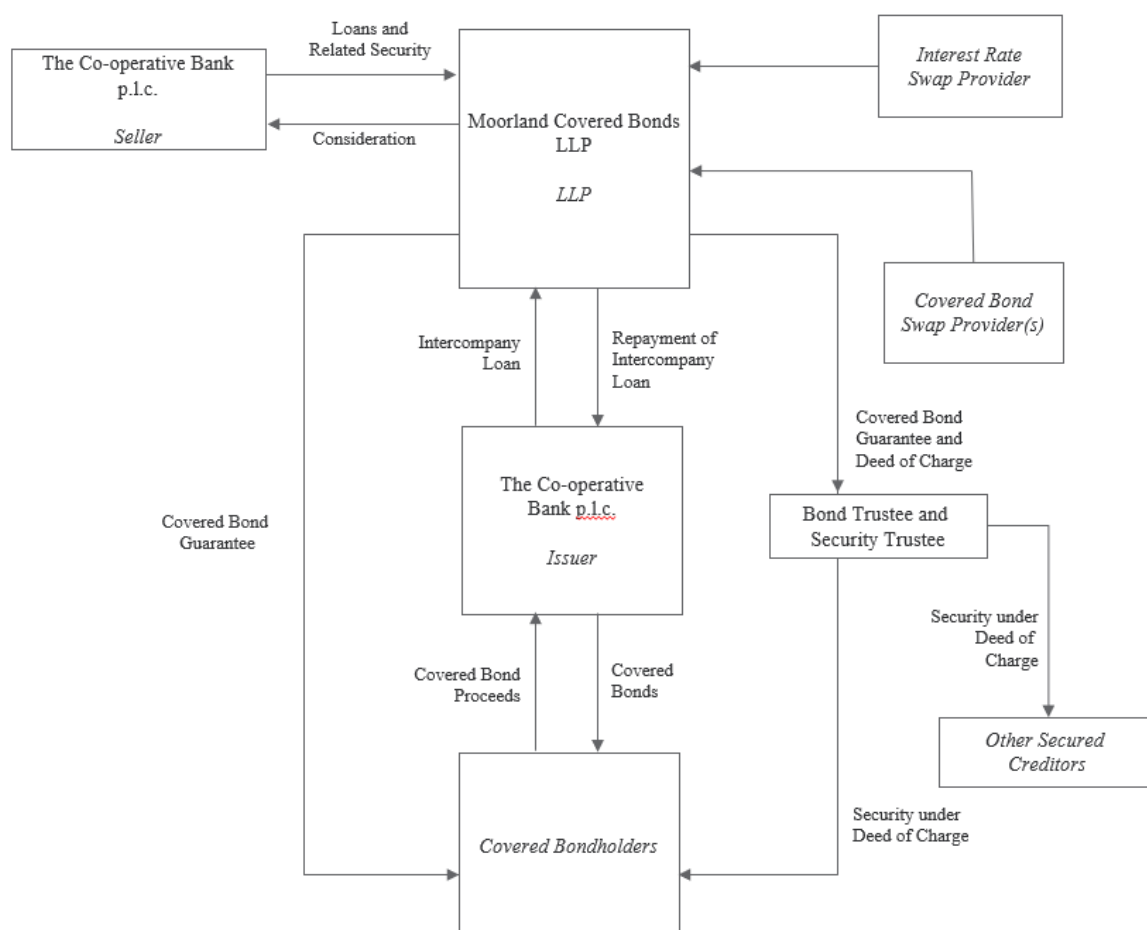 Loans and
Related Security
The Co-operative Bank
p.l.c.
Seller
Consideration
Moorland Covered Bonds
LLP
LLP
Interest Rate
Swap Provider
Covered Bond
Swap Provider(s)
Intercompany
Loan
Repayment of
Intercompany
Loan
Covered Bond
Guarantee and
Deed of Charge
The Co-operative
Bank p.l.c.
Issuer
Covered Bond
Guarantee
Bond Trustee and
Security Trustee
Security under
Deed of
Charge
Covered Bond
Proceeds
Covered
Bonds
Other Secured
Creditors
Security under
Deed of Charge
Covered Bondholders